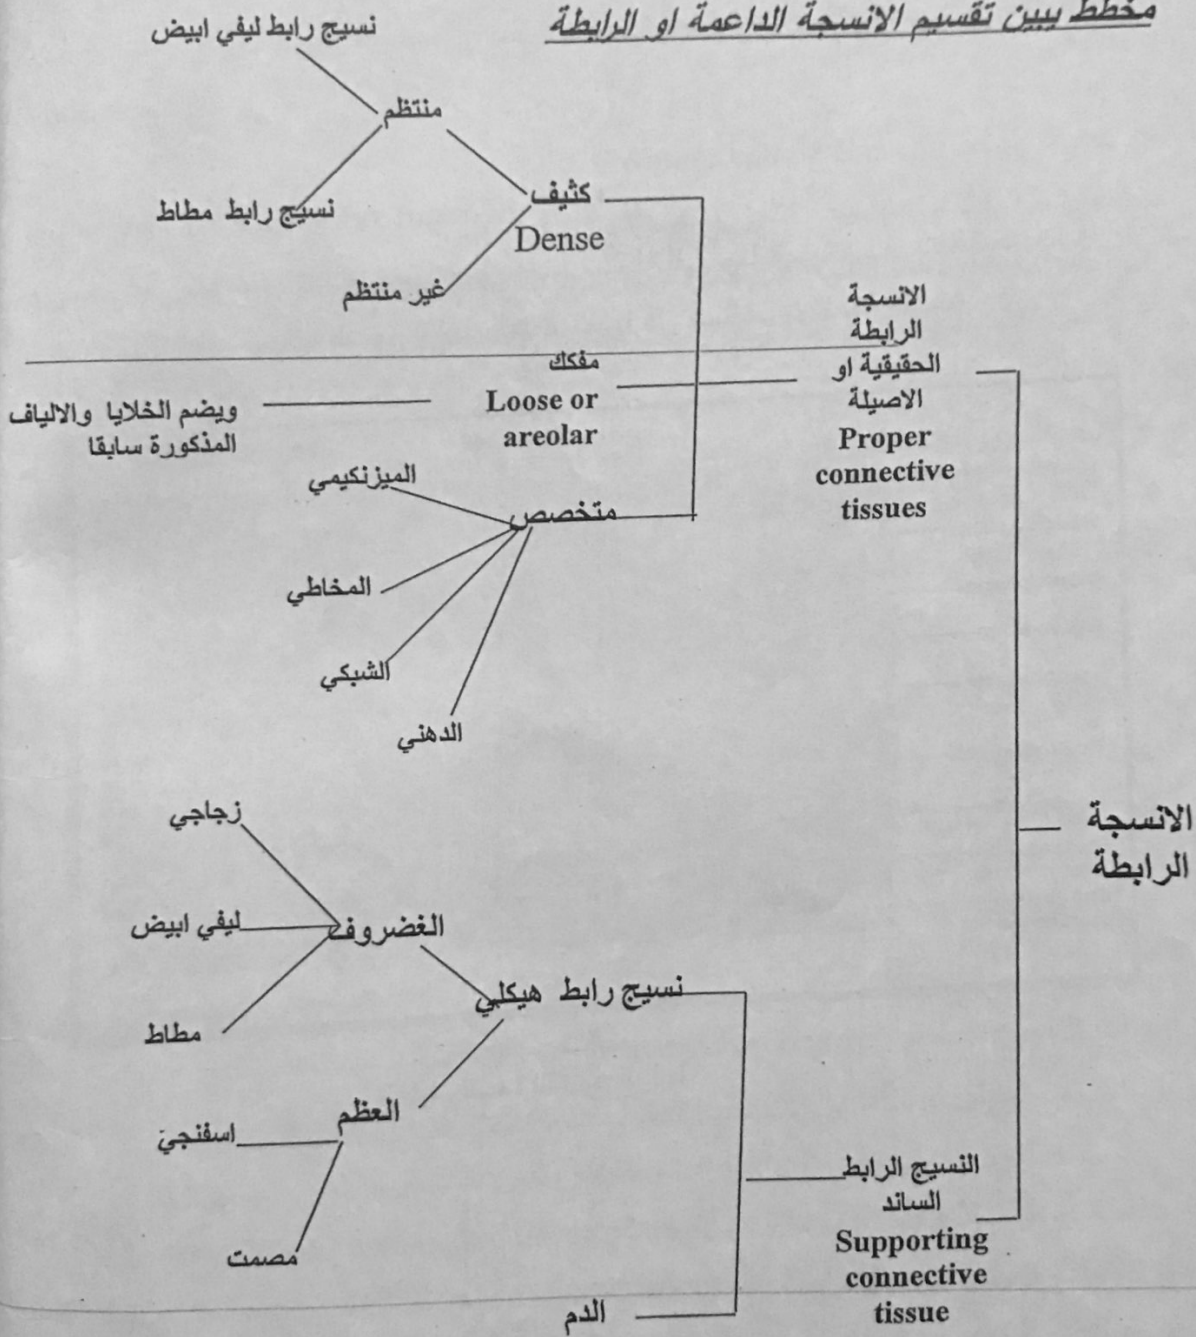 مخطط يبين تقسيم الانسجة الداعمة او الرابطة
نسيج رابط ليفي ابيض
منتظم
نسيج رابط مطاط
كثيف
Dense
غير منتظم
الانسجة
الرابطة
الحقيقية او
الاصيلة
Proper
connective
tissues
مفكك
Loose or
areolar
ويضم الخلايا والالياف
المذكورة سابقا
متخصص
الميزنكيمي
المخاطي
الشبكي
الدهني
الانسجة
الرابطة
زجاجي
الغضروف
ليفي ابيض
مطاط
نسيج رابط هيكلي
العظم
اسفنجي
مصمت
النسيج الرابط
الساند
Supporting
connective
tissue
الدم